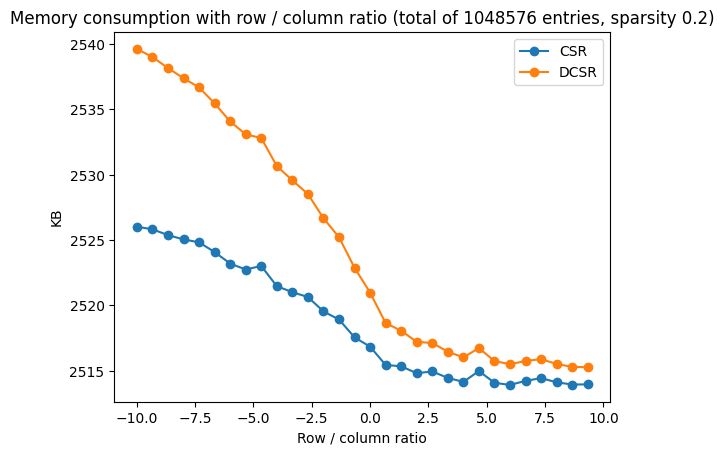 Memory consumption with row / column ratio (total of 1048576 entries, sparsity 0.2)
2540
2535
2530
2525
2520
2515
KB
CSR
DCSR
−10.0 −7.5 −5.0 −2.5 0.0 2.5 5.0 7.5 10.0
Row / column ratio